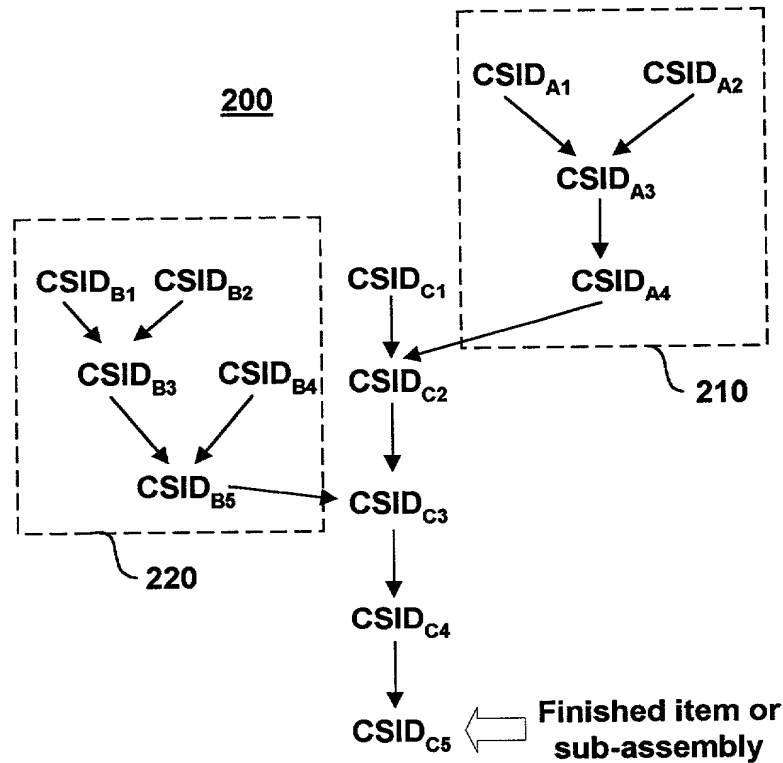 200
CSIDA1
CSIDA2
CSIDA3
CSIDA4
210
CSIDB1
CSIDB2
CSIDB3
CSIDB4
CSIDB5
220
CSIDC1
CSIDC2
CSIDC3
CSIDC4
CSIDC5
Finished item or
sub-assembly